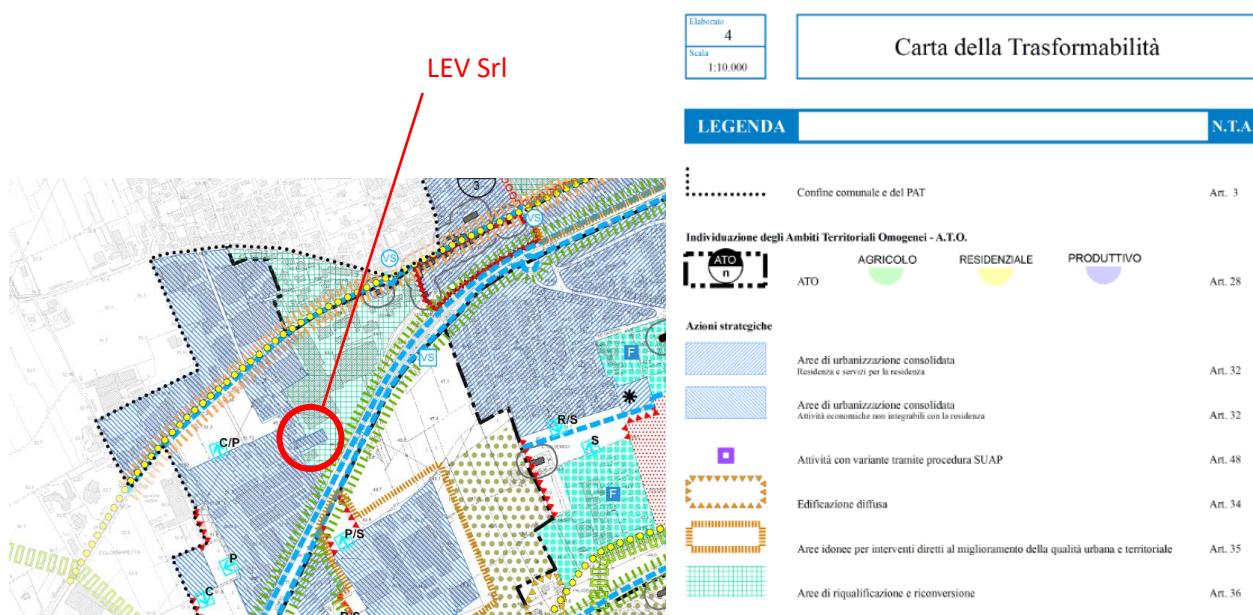 LEV Srl
3
VS
VS
VS
F
R/S
S
C/P
F
P/S
P
C
COLOMBARETTA
Elaborato
4
Scala
1:10.000
Carta della Trasformabilità
LEGENDA N.T.A
Confine comunale e del PAT Art. 3
Individuazione degli Ambiti Territoriali Omogenei - A.T.O.
ATO
n
AGRICOLO RESIDENZIALE PRODUTTIVO
ATO Art. 28
Azioni strategiche
Aree di urbanizzazione consolidata
Residenza e servizi per la residenza Art. 32
Aree di urbanizzazione consolidata
Attività economiche non integrabili con la residenza Art. 32
Attività con variante tramite procedura SUAP Art. 48
Edificazione diffusa Art. 34
Aree idonee per interventi diretti al miglioramento della qualità urbana e territoriale Art. 35
Aree di riqualificazione e riconversione Art. 36